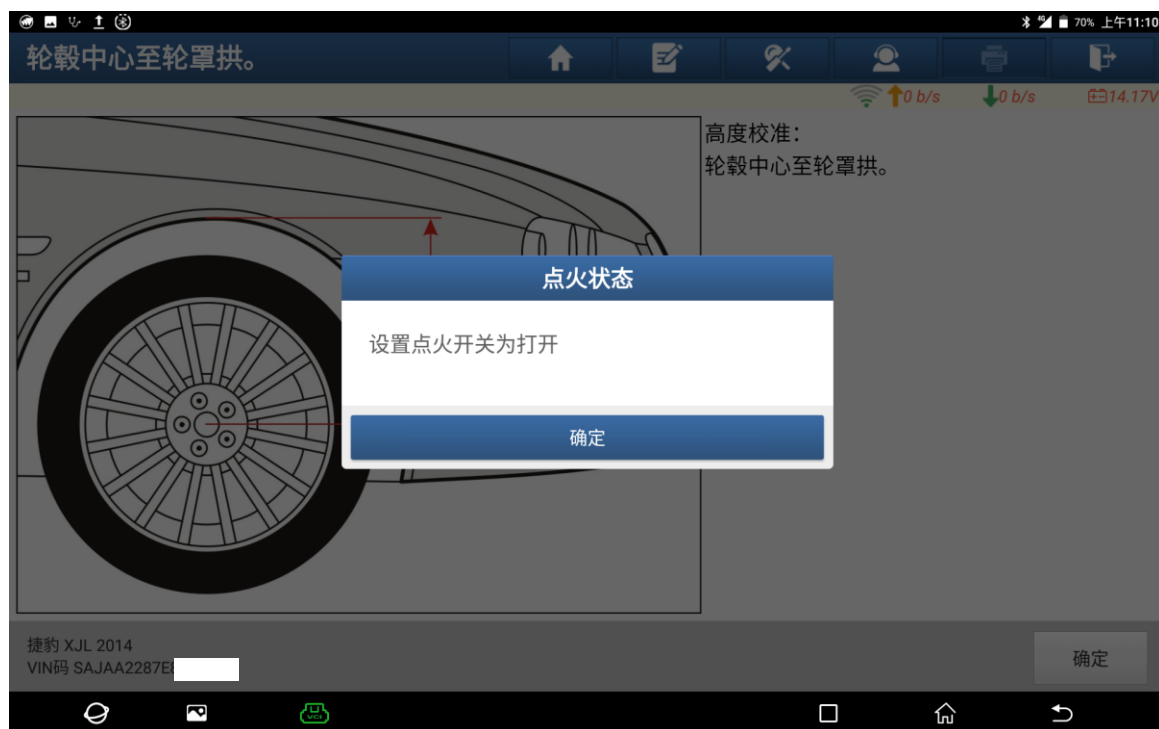 4G 70% 上午11:10
轮毂中心至轮罩拱。
0 b/s 0 b/s 14.17V
高度校准：
轮毂中心至轮罩拱。
点火状态
设置点火开关为打开
确定
捷豹 XJL 2014
VIN码 SAJAA2287E
确定
VCI